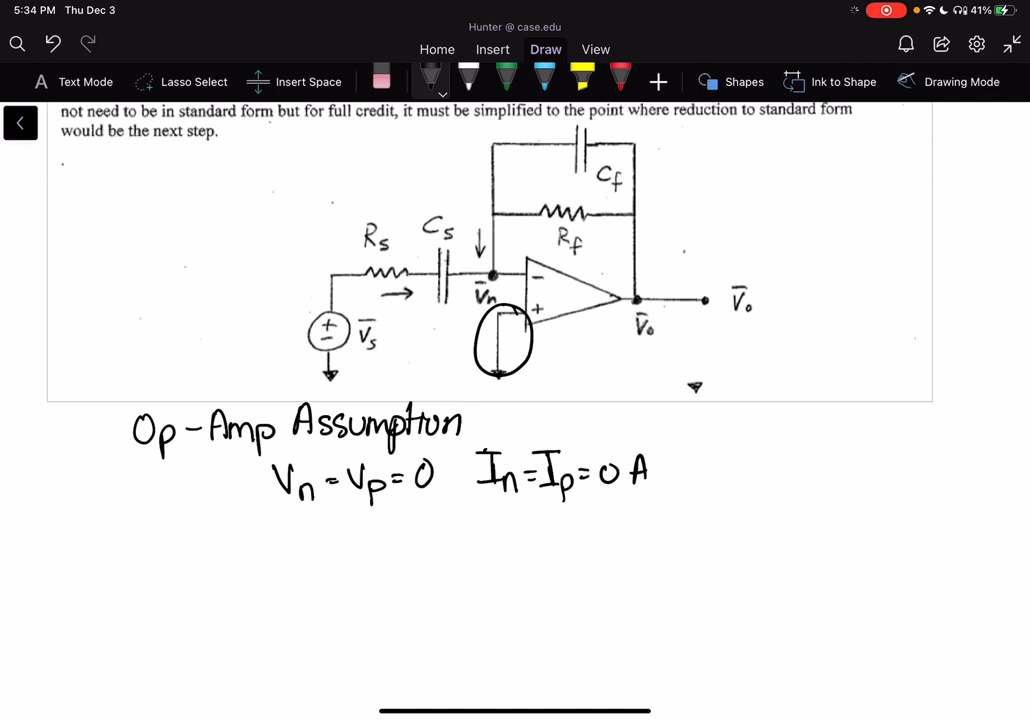 5:34 PM Thu Dec 3
41%
Hunter @ case.edu
Home Insert Draw View
A Text Mode Lasso Select Insert Space Shapes Ink to Shape Drawing Mode
not need to be in standard form but for full credit, it must be simplified to the point where reduction to standard form
would be the next step.
Cf
Rs Cs Rf
V̅n - +
V̅o
+ - V̅s
V̅o
Op-Amp Assumption
Vn = Vp = 0 In = Ip = 0 A